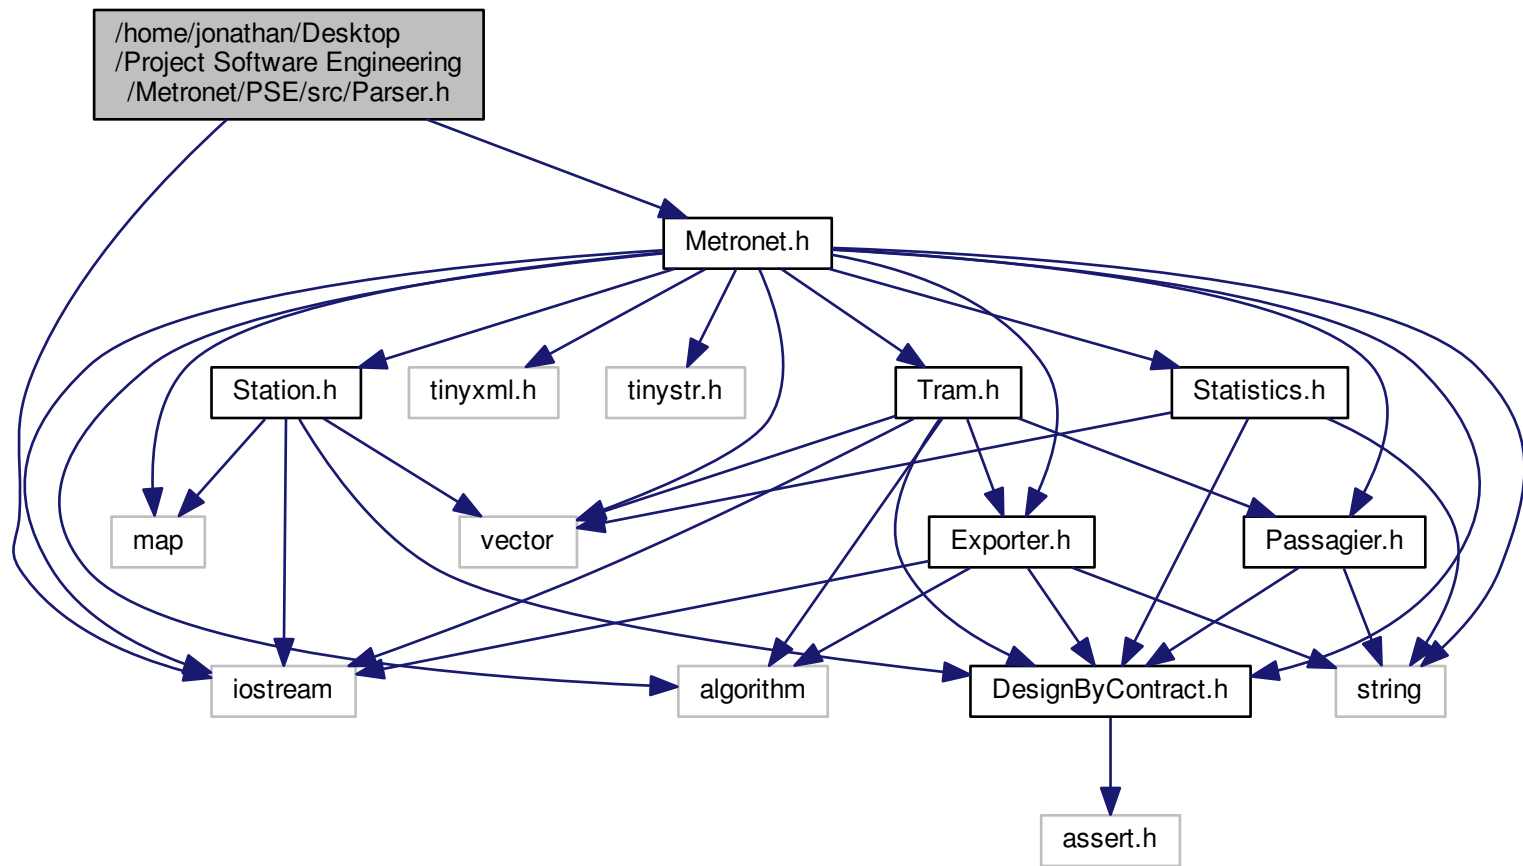 /home/jonathan/Desktop
/Project Software Engineering
/Metronet/PSE/src/Parser.h
Metronet.h
Station.h
tinyxml.h
tinystr.h
Tram.h
Statistics.h
map
vector
Exporter.h
Passagier.h
iostream
algorithm
DesignByContract.h
string
assert.h